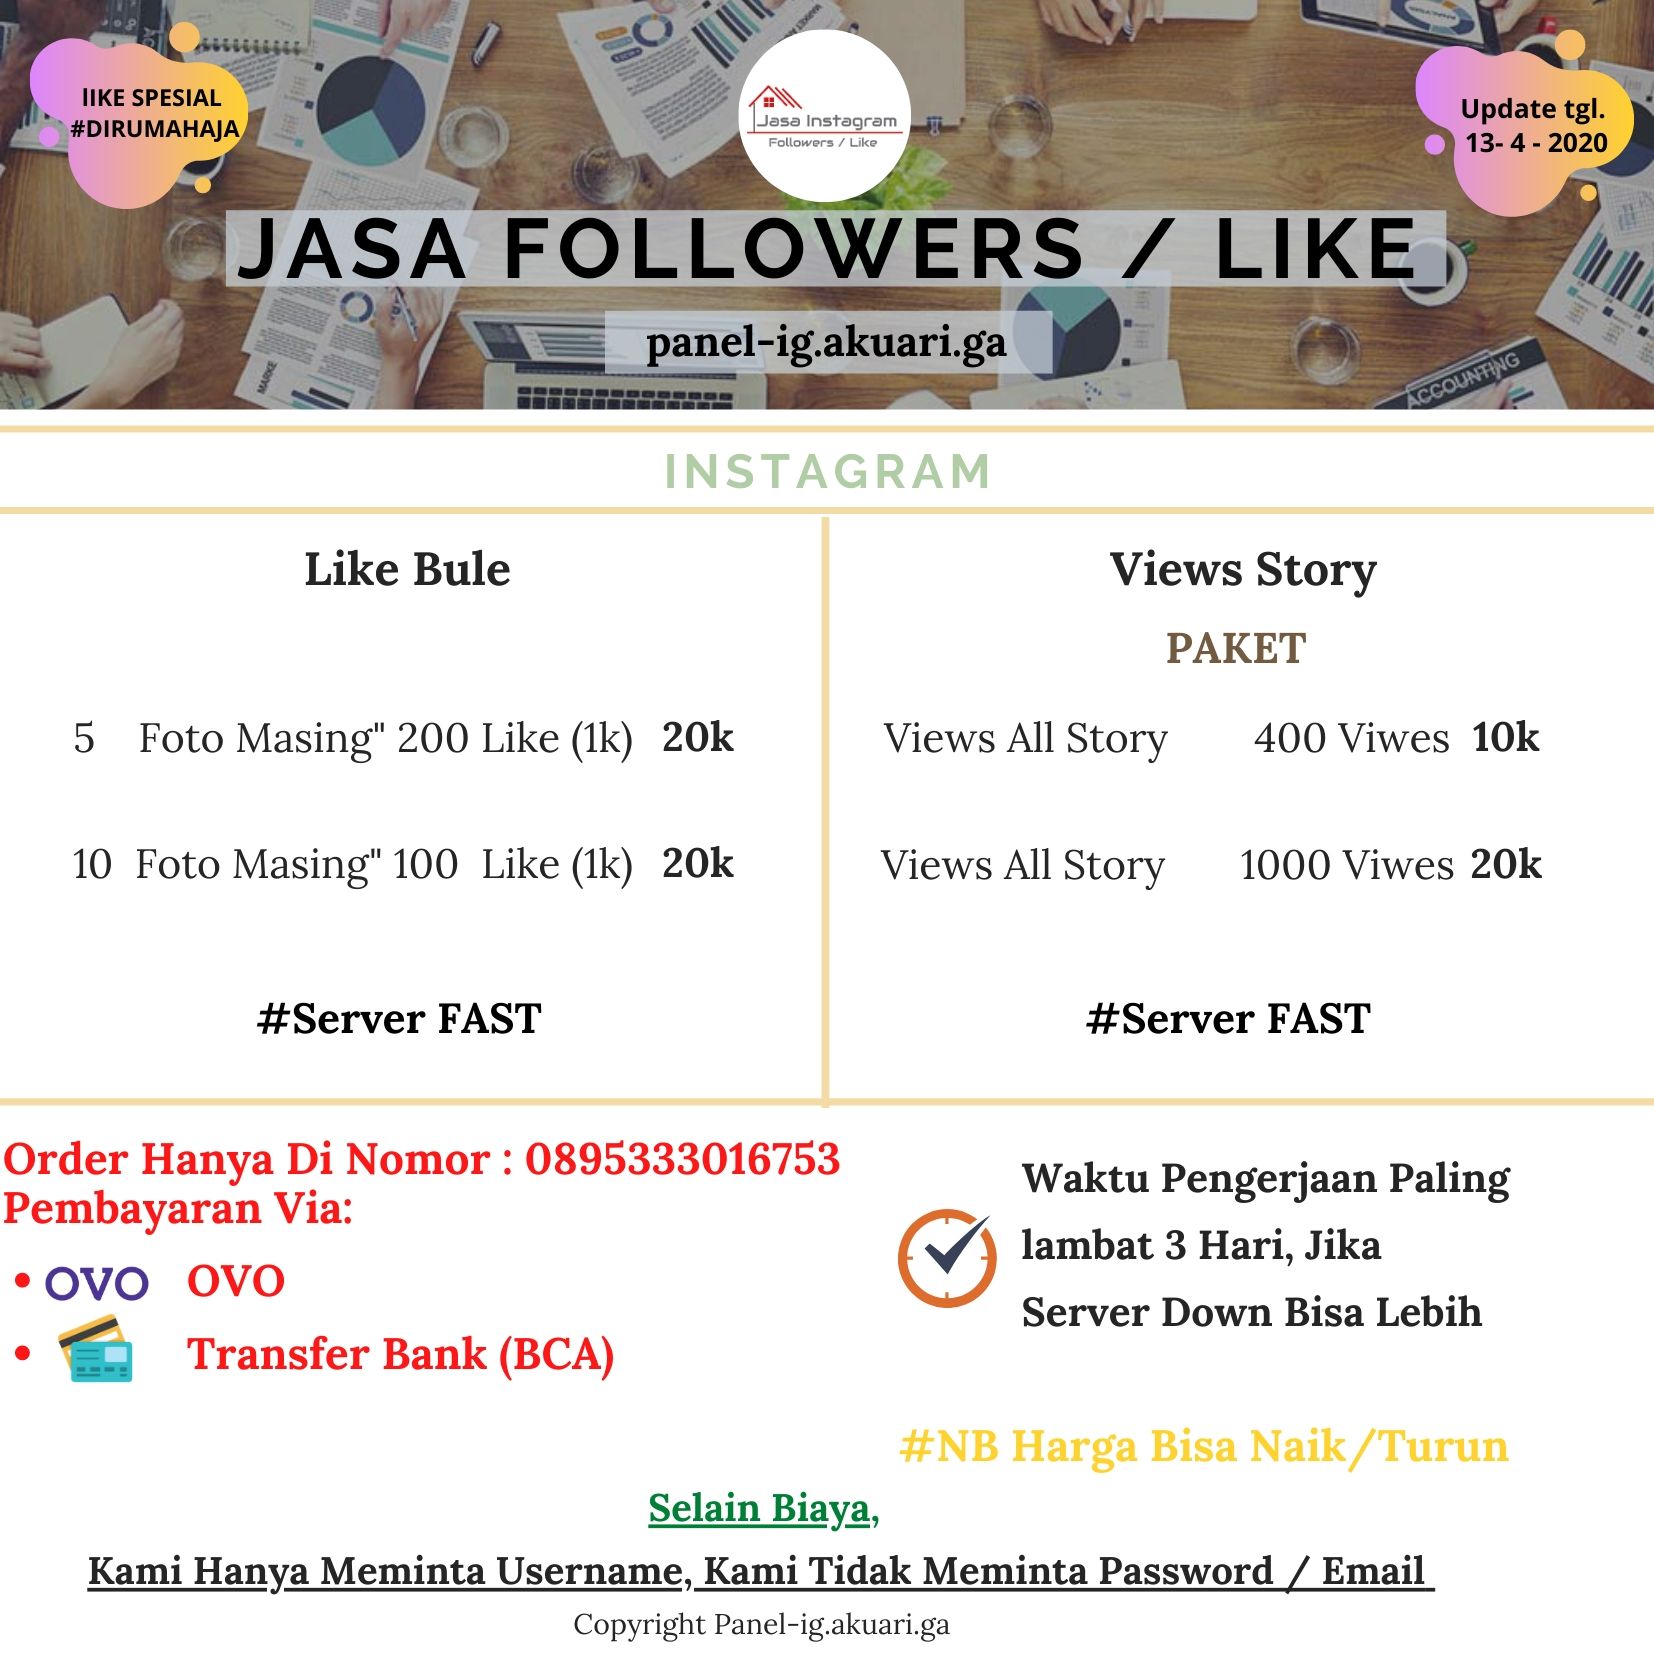 lIKE SPESIAL
#DIRUMAHAJA
Jasa Instagram
Followers / Like
Update tgl.
13- 4 - 2020
JASA FOLLOWERS / LIKE
panel-ig.akuari.ga
MARKE
ACCOUNTING
INSTAGRAM
Like Bule
5 Foto Masing" 200 Like (1k) 20k
10 Foto Masing" 100 Like (1k) 20k
#Server FAST
Views Story
PAKET
Views All Story 400 Viwes 10k
Views All Story 1000 Viwes 20k
#Server FAST
Order Hanya Di Nomor : 0895333016753
Pembayaran Via:
• OVO OVO
• Transfer Bank (BCA)
Waktu Pengerjaan Paling
lambat 3 Hari, Jika
Server Down Bisa Lebih
#NB Harga Bisa Naik/Turun
Selain Biaya,
Kami Hanya Meminta Username, Kami Tidak Meminta Password / Email
Copyright Panel-ig.akuari.ga